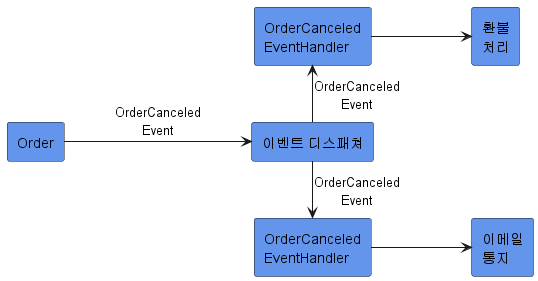 OrderCanceled
EventHandler
환불
처리
OrderCanceled
Event
OrderCanceled
Event
Order
이벤트 디스패쳐
OrderCanceled
Event
OrderCanceled
EventHandler
이메일
통지